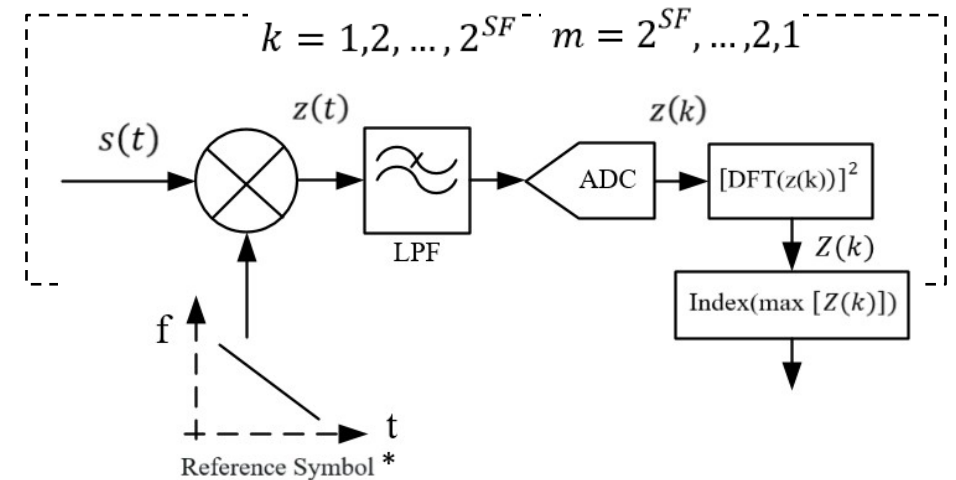 k = 1,2, ..., 2^SF m = 2^SF, ...,2,1
s(t)
z(t)
z(k)
ADC
[DFT(z(k))]²
LPF
Z(k)
Index(max [Z(k)])
f
t
Reference Symbol *